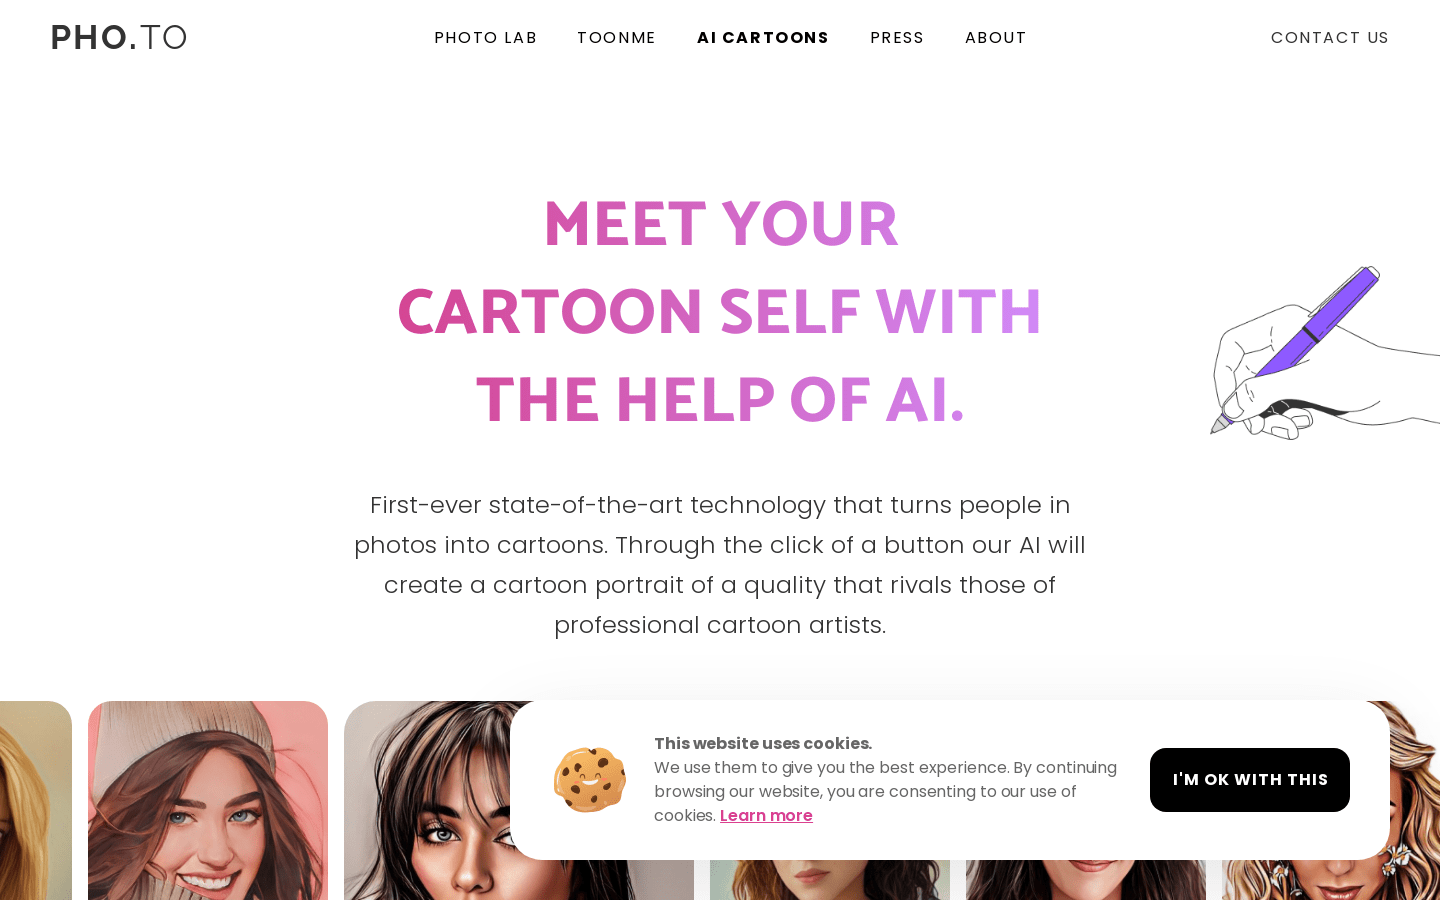 PHO.TO
PHOTO LAB
TOONME
AI CARTOONS
PRESS
ABOUT
CONTACT US
MEET YOUR
CARTOON SELF WITH
THE HELP OF AI.
First-ever state-of-the-art technology that turns people in
photos into cartoons. Through the click of a button our AI will
create a cartoon portrait of a quality that rivals those of
professional cartoon artists.
This website uses cookies.
We use them to give you the best experience. By continuing
browsing our website, you are consenting to our use of
cookies. Learn more
I'M OK WITH THIS